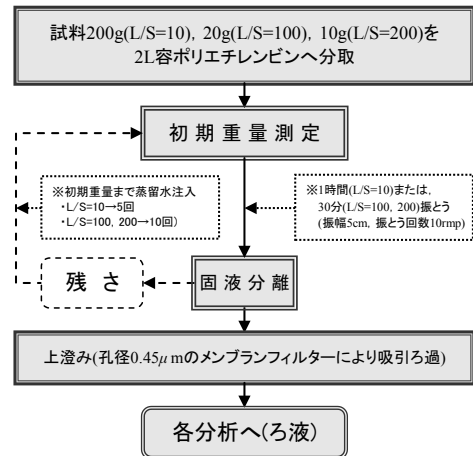 試料200g(L/S=10), 20g(L/S=100), 10g(L/S=200)を
2L容ポリエチレンビンへ分取
初期重量測定
※初期重量まで蒸留水注入
・L/S=10→5回
・L/S=100, 200→10回)
※1時間(L/S=10)または,
30分(L/S=100, 200)振とう
(振幅5cm, 振とう回数10rmp)
残さ
固液分離
上澄み(孔径0.45μmのメンブランフィルターにより吸引ろ過)
各分析へ(ろ液)